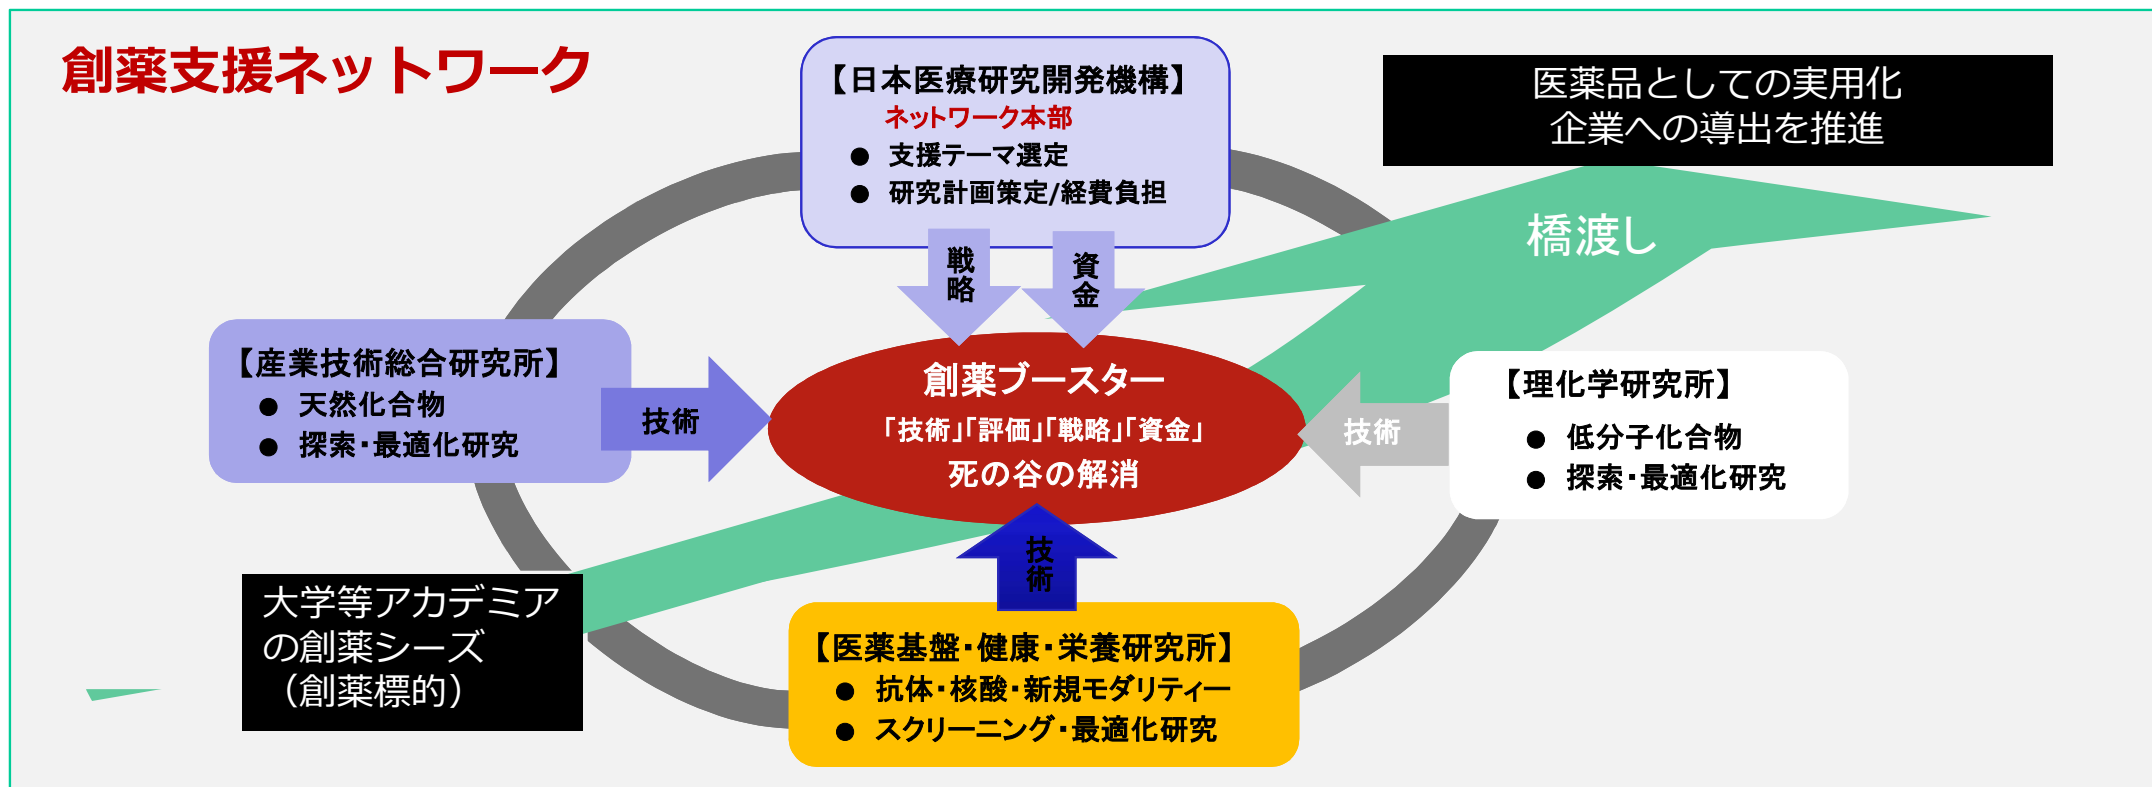 創薬支援ネットワーク
【日本医療研究開発機構】
ネットワーク本部
● 支援テーマ選定
● 研究計画策定/経費負担
医薬品としての実用化
企業への導出を推進
橋渡し
戦略
資金
【産業技術総合研究所】
● 天然化合物
● 探索・最適化研究
技術
創薬ブースター
「技術」「評価」「戦略」「資金」
死の谷の解消
技術
【理化学研究所】
● 低分子化合物
● 探索・最適化研究
技術
大学等アカデミア
の創薬シーズ
（創薬標的）
【医薬基盤・健康・栄養研究所】
● 抗体・核酸・新規モダリティー
● スクリーニング・最適化研究